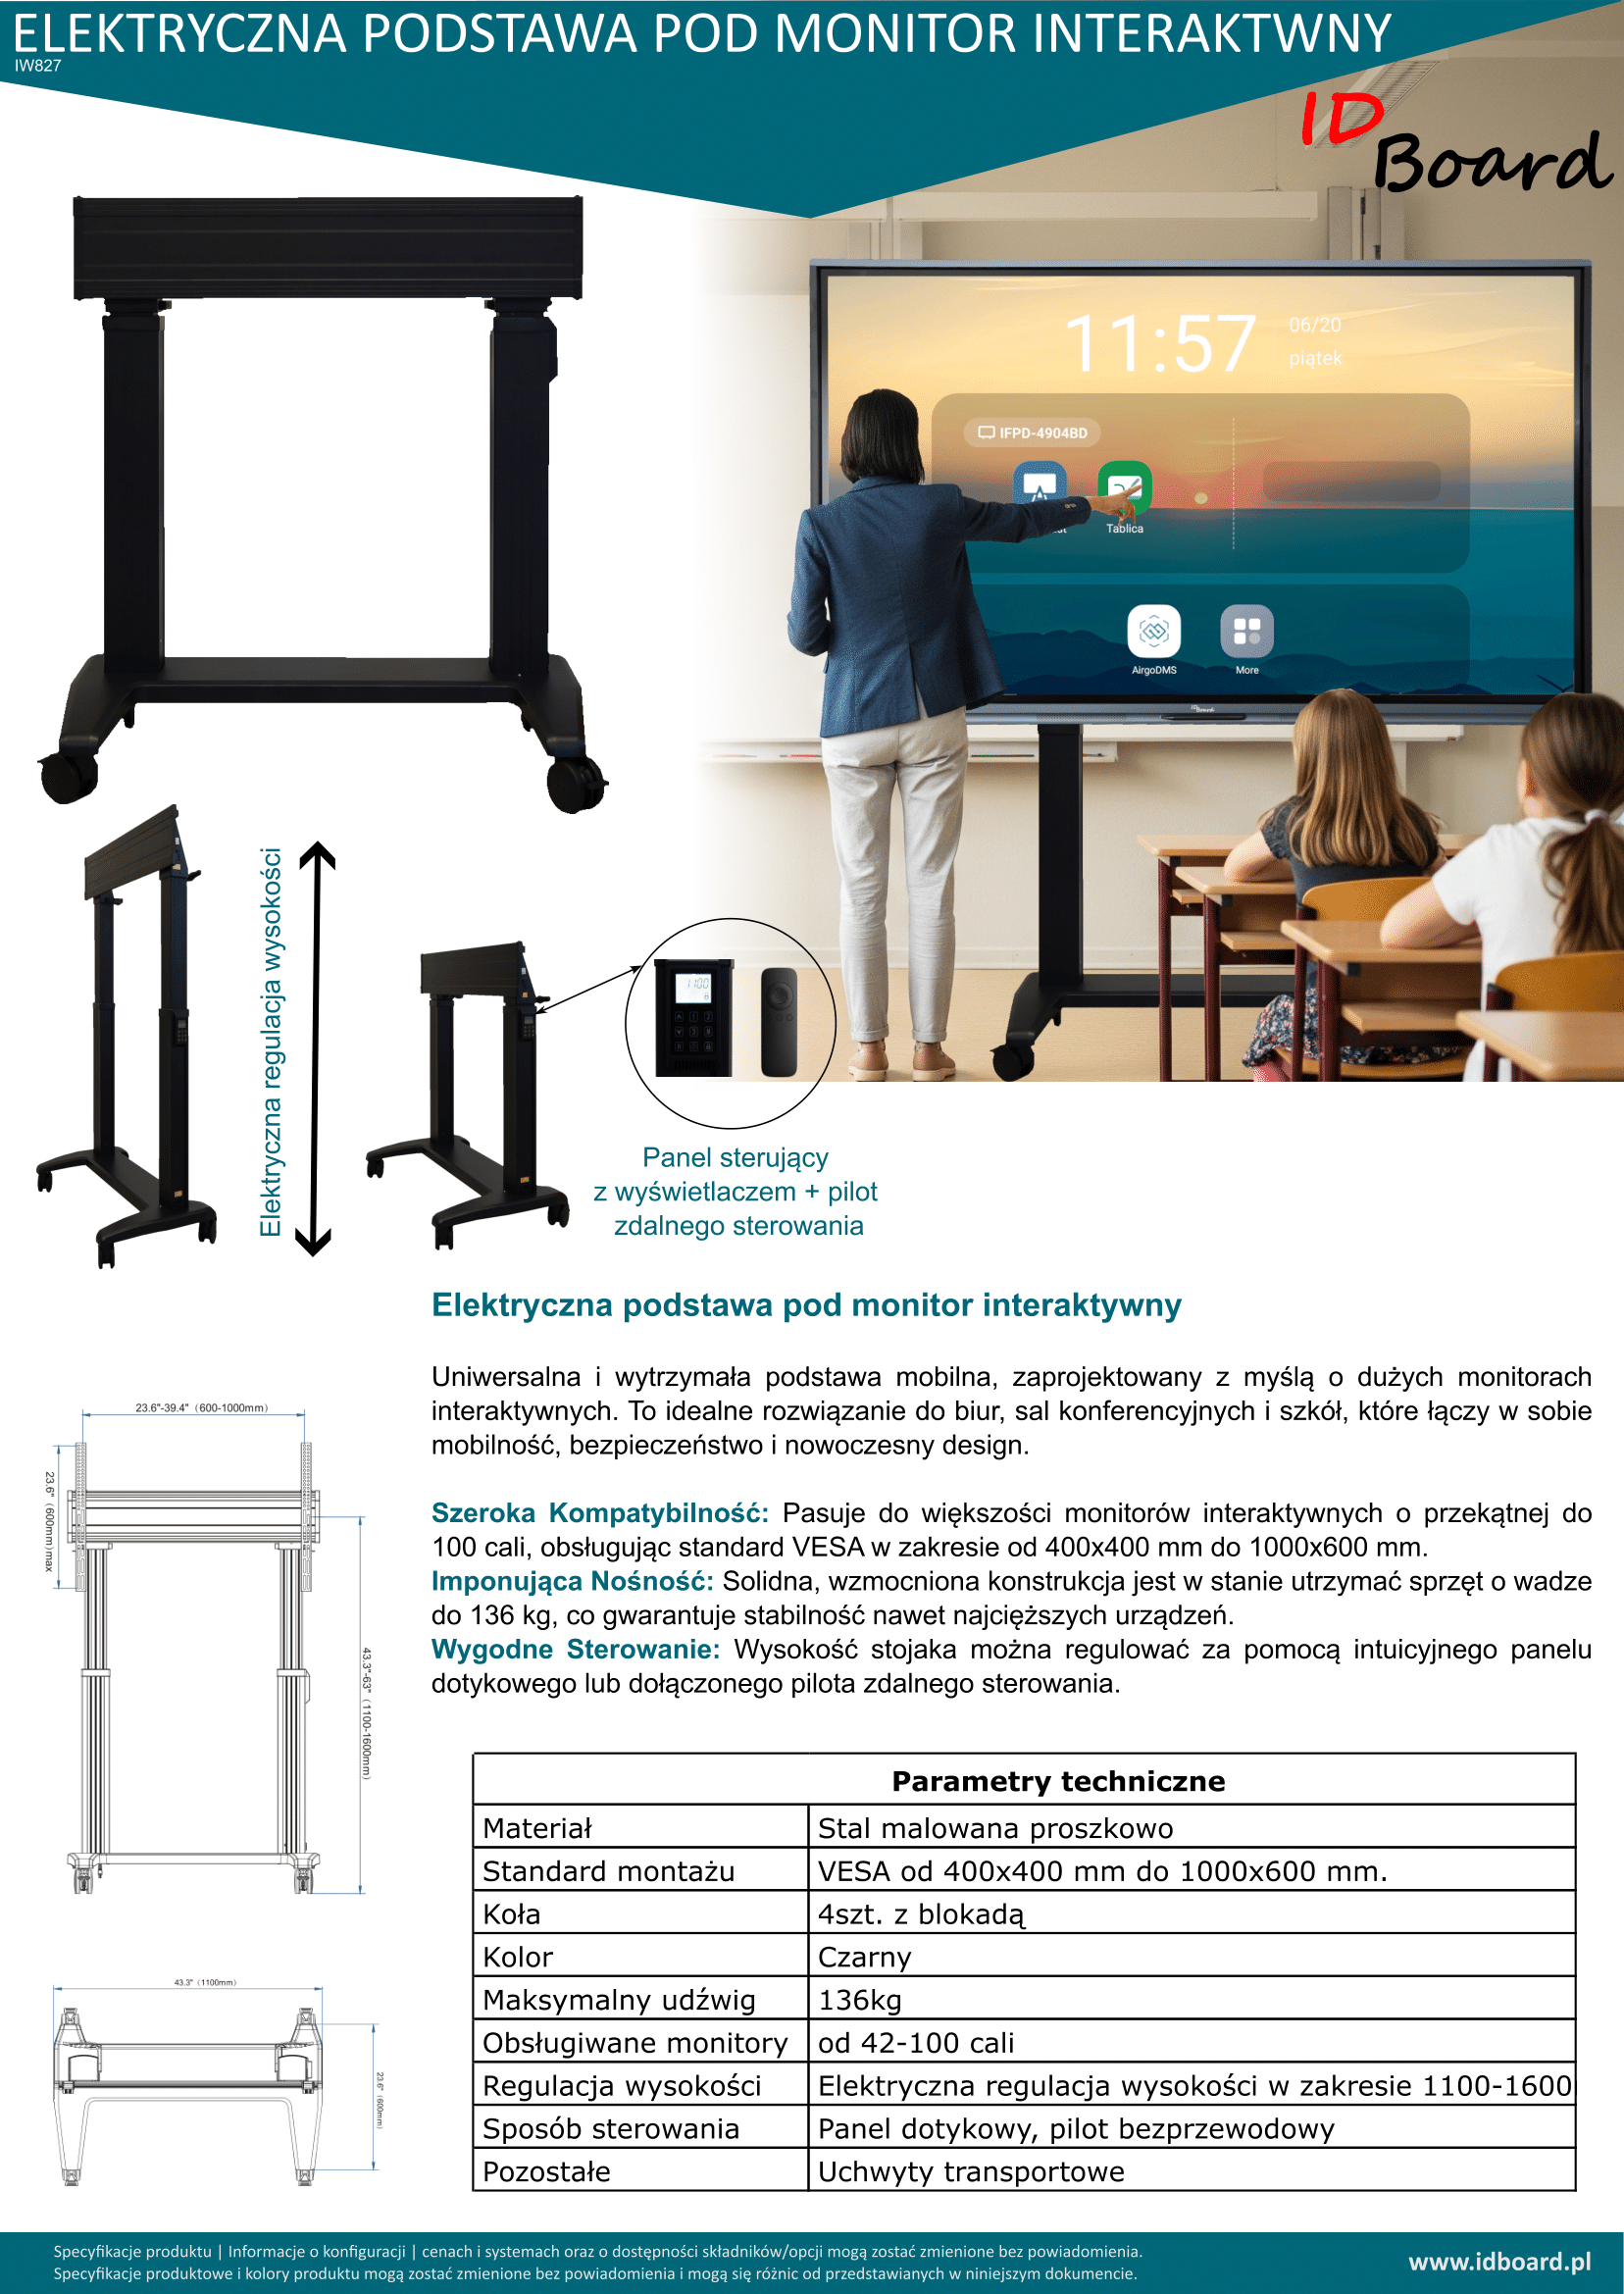 ELEKTRYCZNA PODSTAWA POD MONITOR INTERAKTWNY
IW827
ID
Board
11:57
06/20
piątek
IFPD-4904BD
Tablica
AirgoDMS
More
Elektryczna regulacja wysokości
Panel sterujący
z wyświetlaczem + pilot
zdalnego sterowania
Elektryczna podstawa pod monitor interaktywny
Uniwersalna i wytrzymała podstawa mobilna, zaprojektowany z myślą o dużych monitorach
interaktywnych. To idealne rozwiązanie do biur, sal konferencyjnych i szkół, które łączy w sobie
mobilność, bezpieczeństwo i nowoczesny design.
Szeroka Kompatybilność: Pasuje do większości monitorów interaktywnych o przekątnej do
100 cali, obsługując standard VESA w zakresie od 400x400 mm do 1000x600 mm.
Imponująca Nośność: Solidna, wzmocniona konstrukcja jest w stanie utrzymać sprzęt o wadze
do 136 kg, co gwarantuje stabilność nawet najcięższych urządzeń.
Wygodne Sterowanie: Wysokość stojaka można regulować za pomocą intuicyjnego panelu
dotykowego lub dołączonego pilota zdalnego sterowania.
23.6"-39.4" (600-1000mm)
23.6" (600mm)max
43.3"-63" (1100-1600mm)
43.3" (1100mm)
23.6" (600mm)
Parametry techniczne
Materiał Stal malowana proszkowo
Standard montażu VESA od 400x400 mm do 1000x600 mm.
Koła 4szt. z blokadą
Kolor Czarny
Maksymalny udźwig 136kg
Obsługiwane monitory od 42-100 cali
Regulacja wysokości Elektryczna regulacja wysokości w zakresie 1100-1600
Sposób sterowania Panel dotykowy, pilot bezprzewodowy
Pozostałe Uchwyty transportowe
Specyfikacje produktu | Informacje o konfiguracji | cenach i systemach oraz o dostępności składników/opcji mogą zostać zmienione bez powiadomienia.
Specyfikacje produktowe i kolory produktu mogą zostać zmienione bez powiadomienia i mogą się różnic od przedstawianych w niniejszym dokumencie.
www.idboard.pl